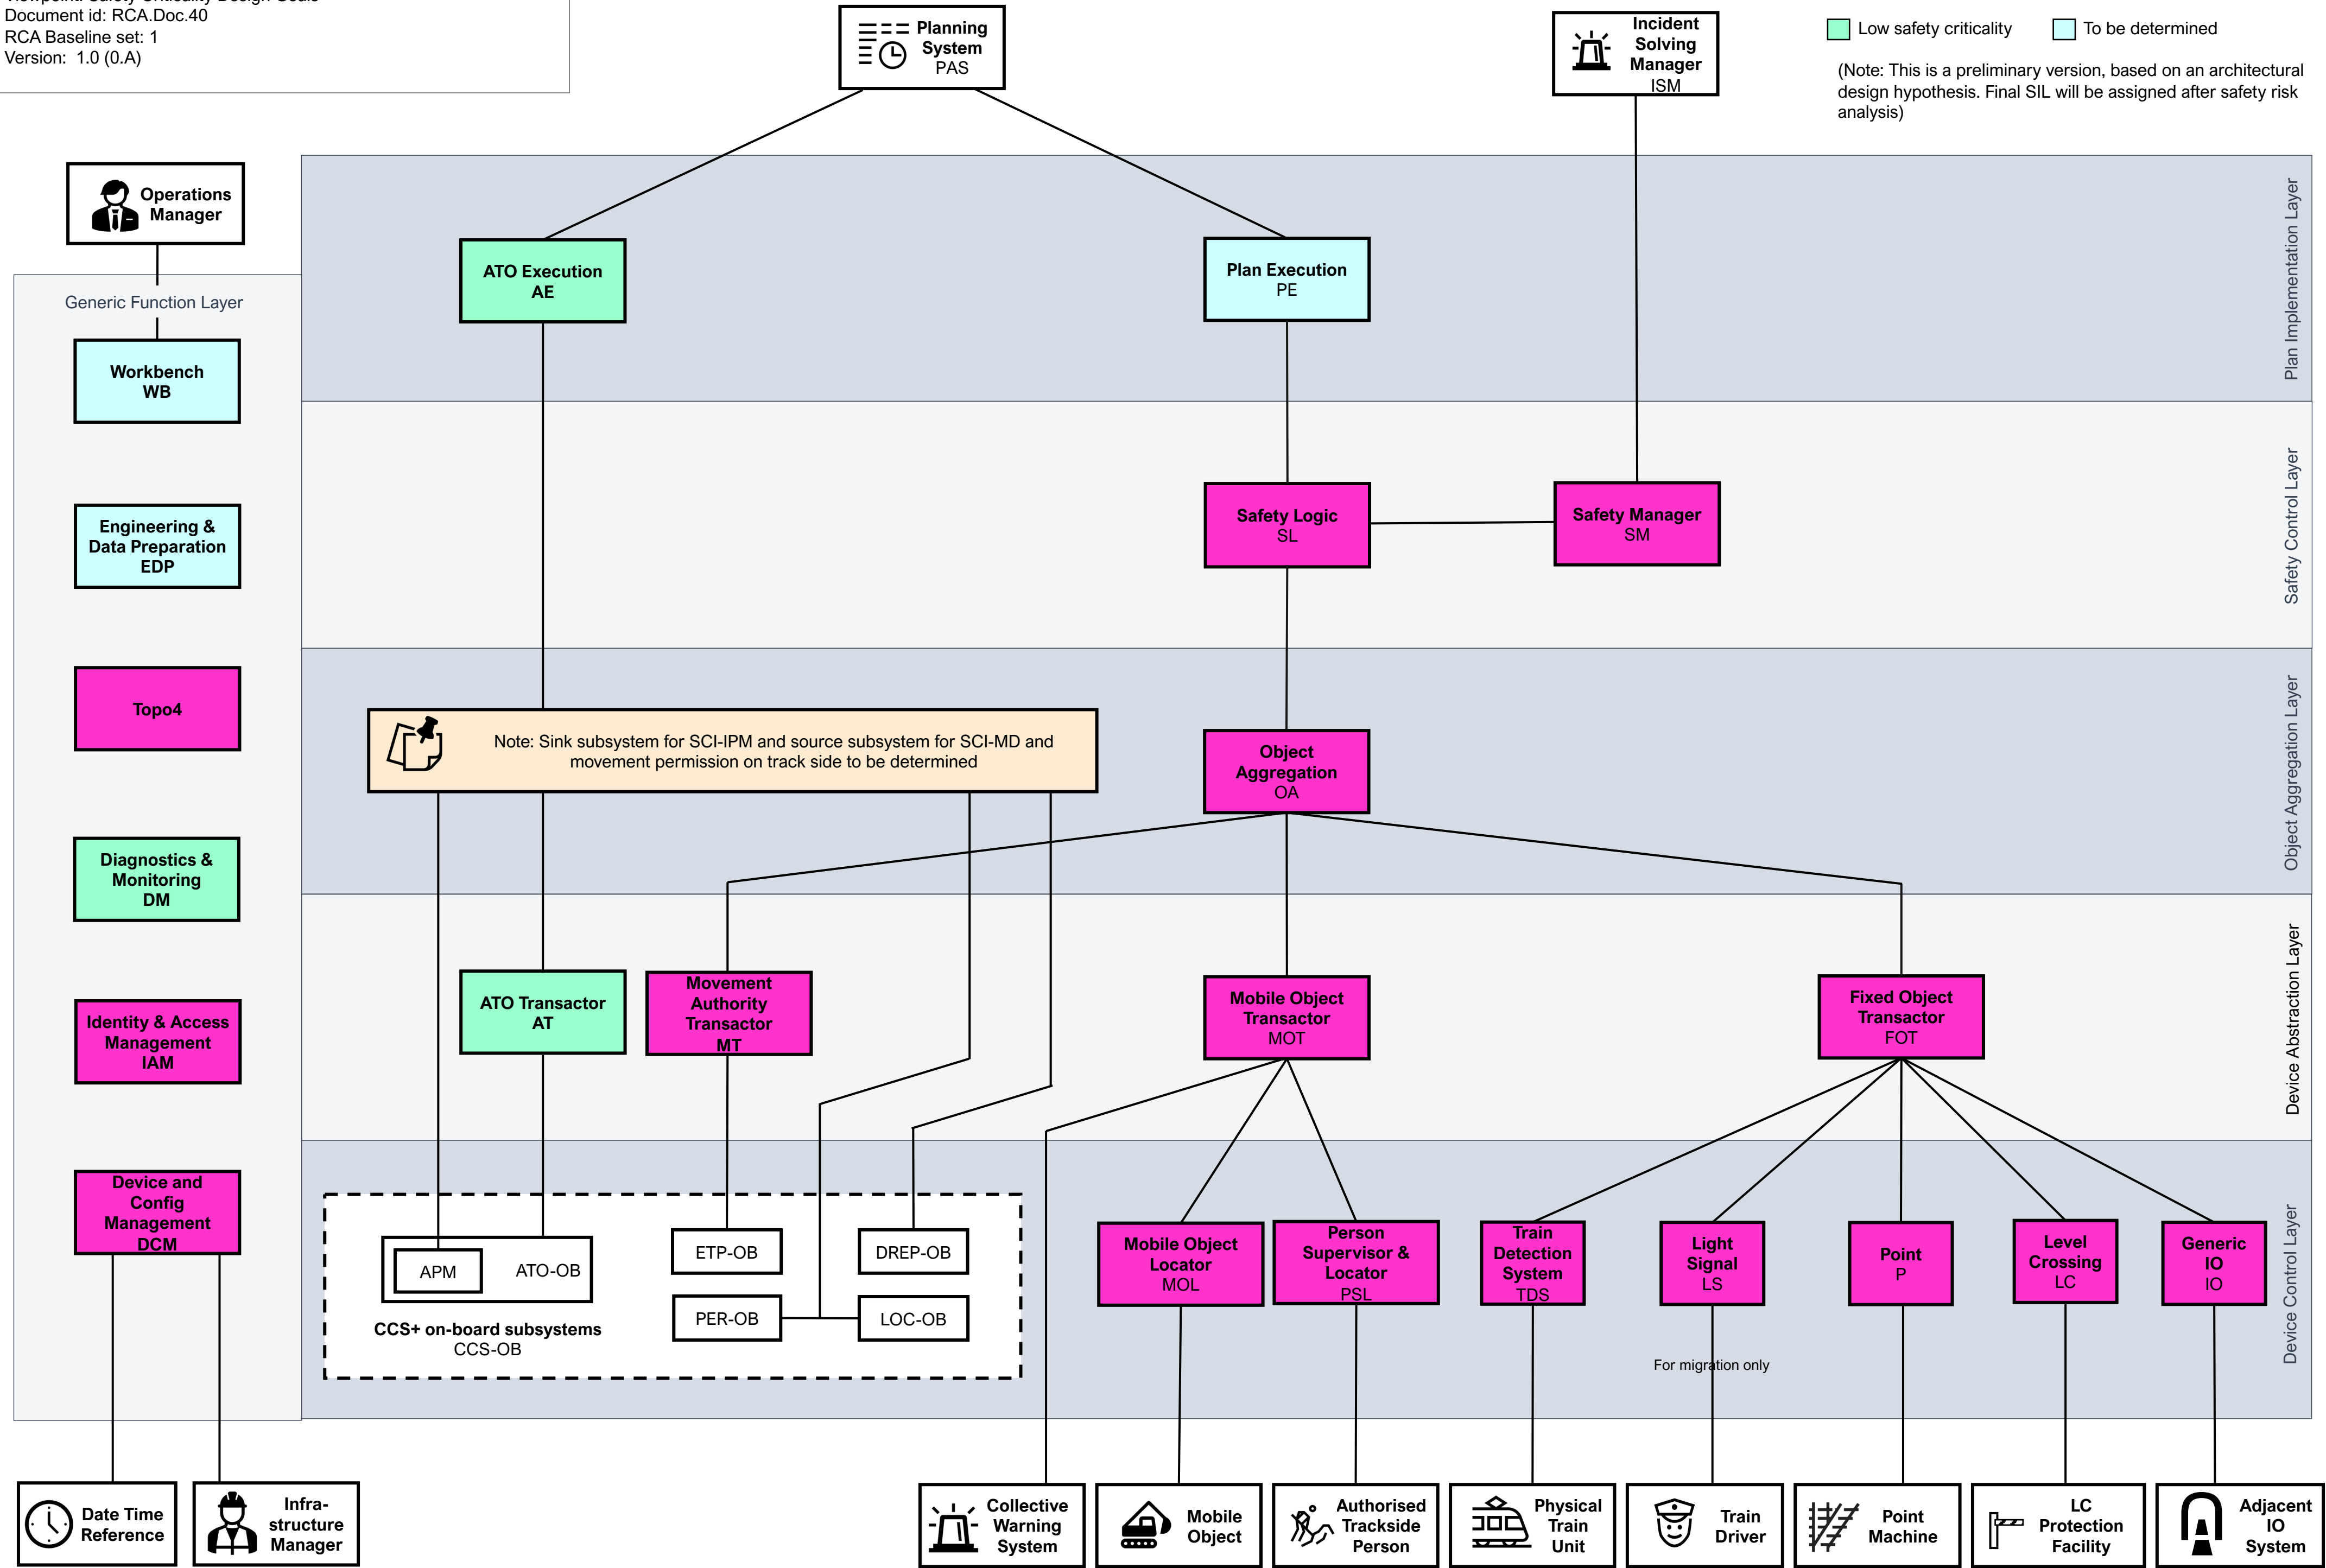 Viewpoint: Safety Criticality Design Goals
Document id: RCA.Doc.40
RCA Baseline set: 1
Version:  1.0 (0.A)
Planning
System
PAS
Incident
Solving
Manager
ISM
Low safety criticality
To be determined
(Note: This is a preliminary version, based on an architectural
design hypothesis. Final SIL will be assigned after safety risk
analysis)
Operations
Manager
Generic Function Layer
Workbench
WB
Engineering &
Data Preparation
EDP
Topo4
Diagnostics &
Monitoring
DM
Identity & Access
Management
IAM
Device and
Config
Management
DCM
Plan Implementation Layer
ATO Execution
AE
Plan Execution
PE
Safety Control Layer
Safety Logic
SL
Safety Manager
SM
Object Aggregation Layer
Note: Sink subsystem for SCI-IPM and source subsystem for SCI-MD and
movement permission on track side to be determined
Object
Aggregation
OA
Device Abstraction Layer
ATO Transactor
AT
Movement
Authority
Transactor
MT
Mobile Object
Transactor
MOT
Fixed Object
Transactor
FOT
Device Control Layer
APM
ATO-OB
CCS+ on-board subsystems
CCS-OB
ETP-OB
DREP-OB
PER-OB
LOC-OB
Mobile Object
Locator
MOL
Person
Supervisor &
Locator
PSL
Train
Detection
System
TDS
Light
Signal
LS
Point
P
Level
Crossing
LC
Generic
IO
IO
For migration only
Date Time
Reference
Infra-
structure
Manager
Collective
Warning
System
Mobile
Object
Authorised
Trackside
Person
Physical
Train
Unit
Train
Driver
Point
Machine
LC
Protection
Facility
Adjacent
IO
System